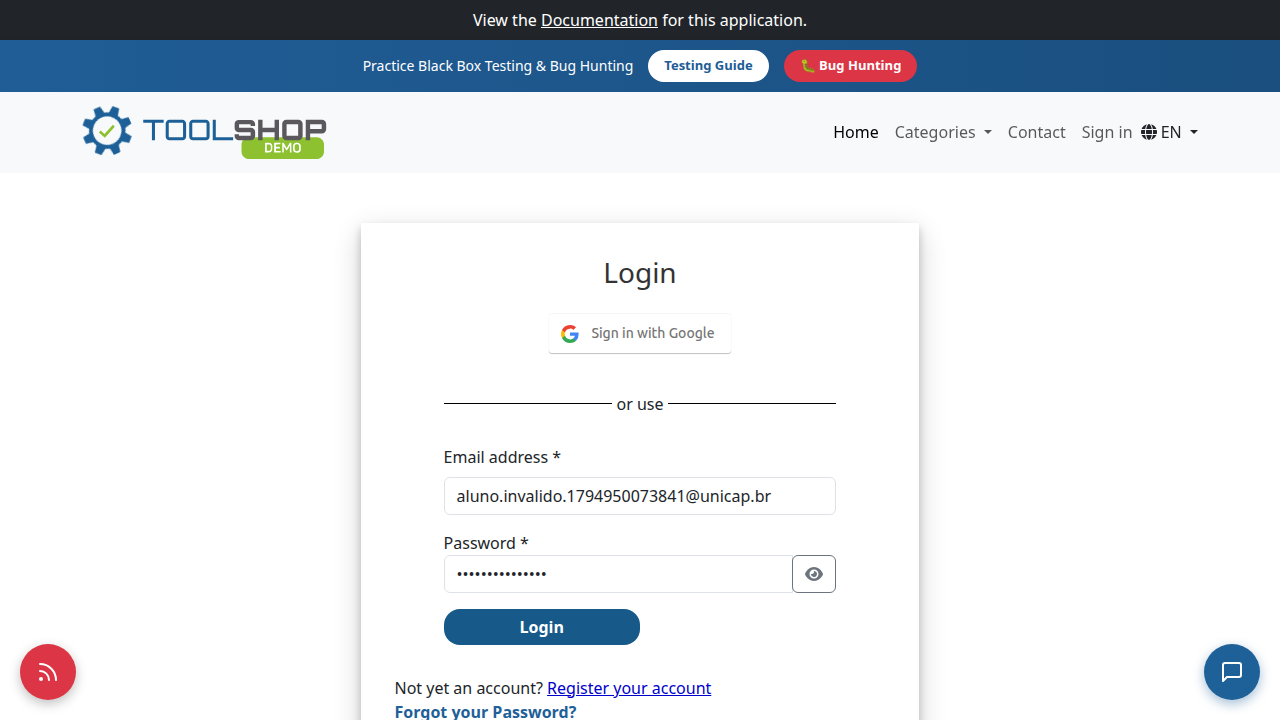 View the Documentation for this application.
Practice Black Box Testing & Bug Hunting Testing Guide 🐛 Bug Hunting
TOOLSHOP DEMO
Home Categories Contact Sign in EN
Login
Sign in with Google
or use
Email address *
aluno.invalido.1794950073841@unicap.br
Password *
•••••••••••••••
Login
Not yet an account? Register your account
Forgot your Password?